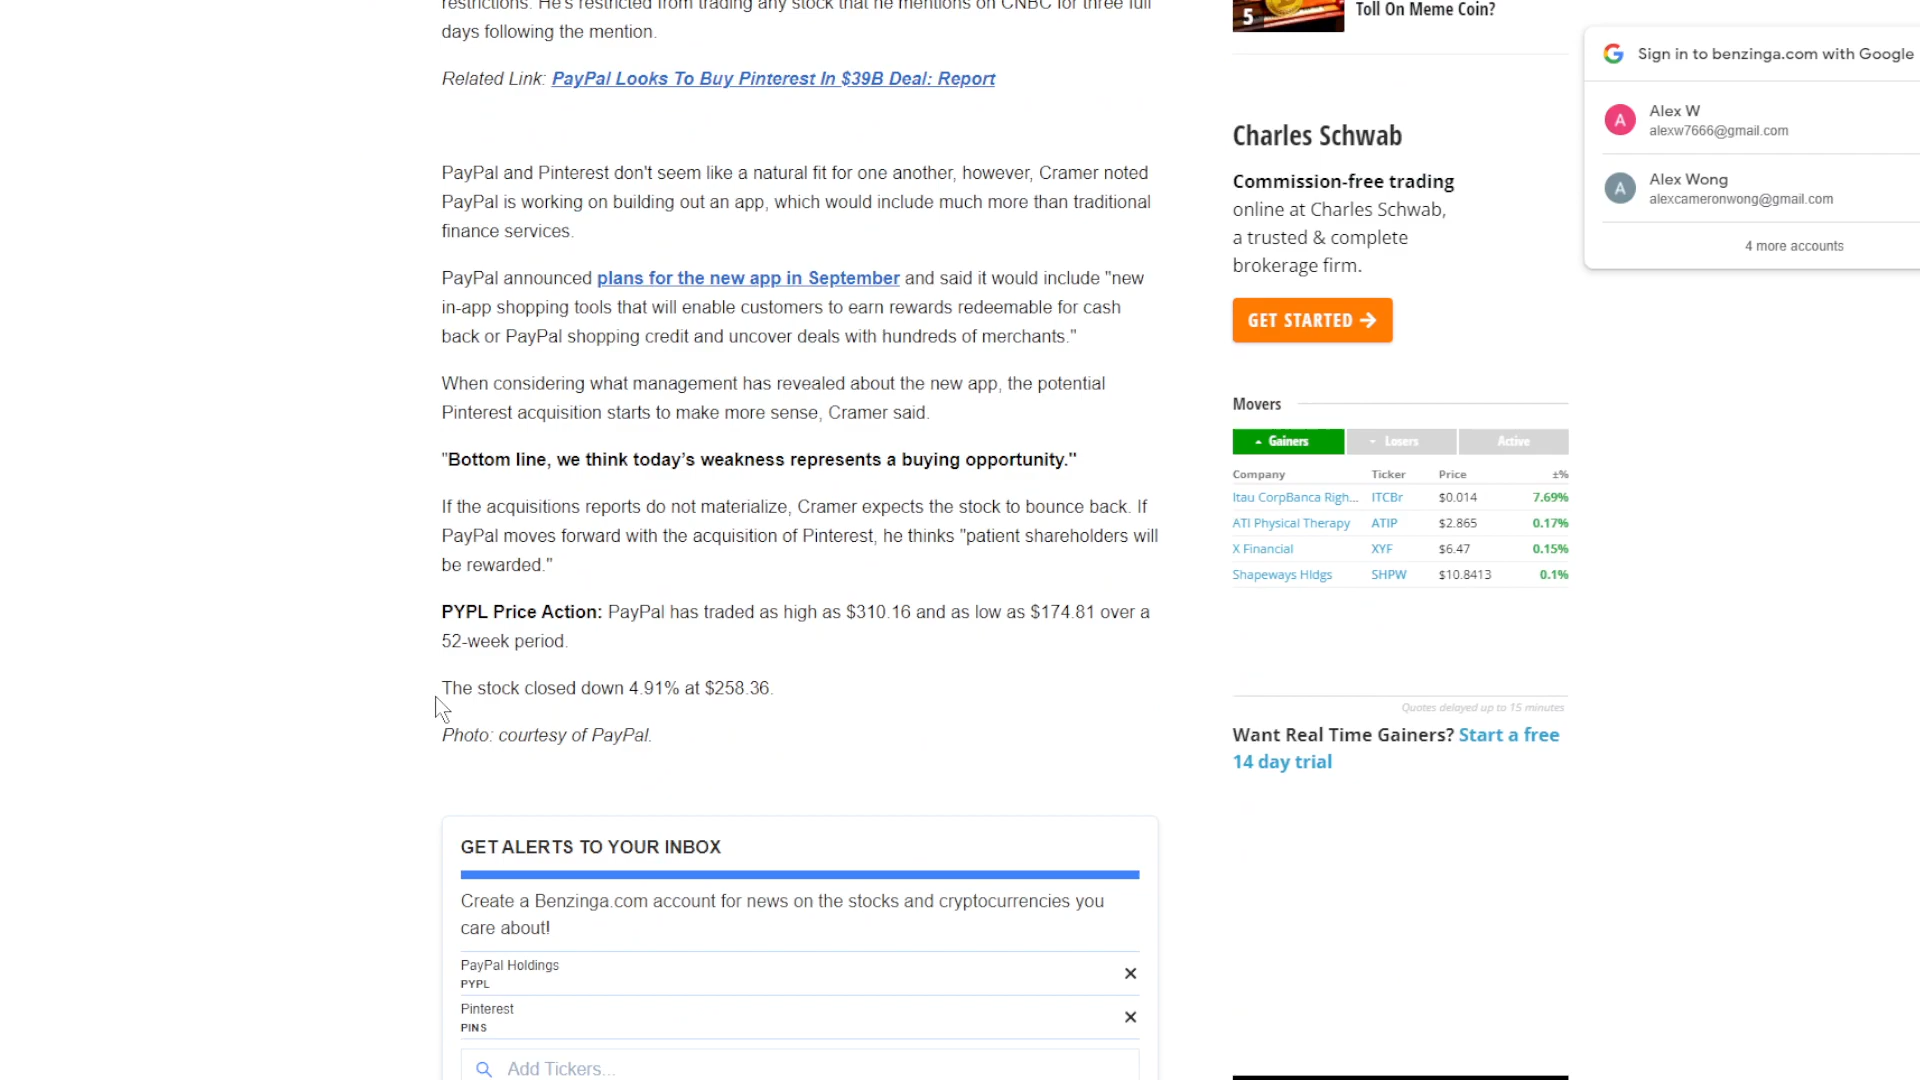 restrictions. He's restricted from trading any stock that he mentions on CNBC for three full
days following the mention.
Related Link: PayPal Looks To Buy Pinterest In $39B Deal: Report
PayPal and Pinterest don't seem like a natural fit for one another, however, Cramer noted
PayPal is working on building out an app, which would include much more than traditional
finance services.
PayPal announced plans for the new app in September and said it would include "new
in-app shopping tools that will enable customers to earn rewards redeemable for cash
back or PayPal shopping credit and uncover deals with hundreds of merchants."
When considering what management has revealed about the new app, the potential
Pinterest acquisition starts to make more sense, Cramer said.
"Bottom line, we think today’s weakness represents a buying opportunity."
If the acquisitions reports do not materialize, Cramer expects the stock to bounce back. If
PayPal moves forward with the acquisition of Pinterest, he thinks "patient shareholders will
be rewarded."
PYPL Price Action: PayPal has traded as high as $310.16 and as low as $174.81 over a
52-week period.
The stock closed down 4.91% at $258.36.
Photo: courtesy of PayPal.
GET ALERTS TO YOUR INBOX
Create a Benzinga.com account for news on the stocks and cryptocurrencies you
care about!
PayPal Holdings
PYPL
Pinterest
PINS
Add Tickers...
5
Toll On Meme Coin?
Charles Schwab
Commission-free trading
online at Charles Schwab,
a trusted & complete
brokerage firm.
GET STARTED
Movers
Gainers Losers Active
Company Ticker Price ±%
Itau CorpBanca Righ... ITCBr $0.014 7.69%
ATI Physical Therapy ATIP $2.865 0.17%
X Financial XYF $6.47 0.15%
Shapeways Hldgs SHPW $10.8413 0.1%
Quotes delayed up to 15 minutes
Want Real Time Gainers? Start a free
14 day trial
Sign in to benzinga.com with Google
A
Alex W
alexw7666@gmail.com
A
Alex Wong
alexcameronwong@gmail.com
4 more accounts